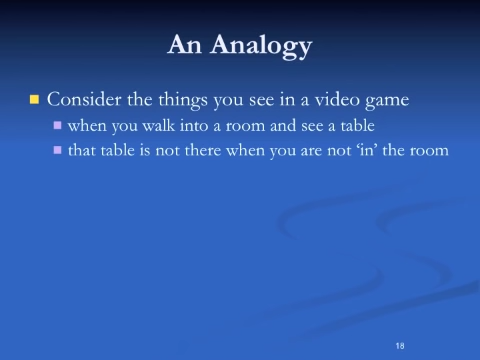 An Analogy
Consider the things you see in a video game
when you walk into a room and see a table
that table is not there when you are not ‘in’ the room
18